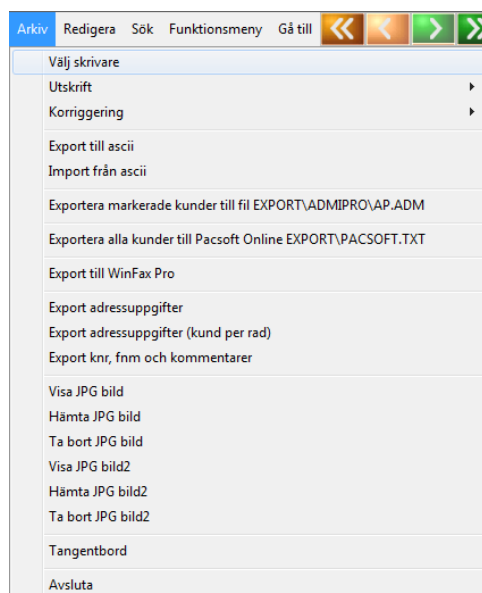 Arkiv Redigera Sök Funktionsmeny Gå till
Välj skrivare
Utskrift
Korriggering
Export till ascii
Import från ascii
Exportera markerade kunder till fil EXPORT\ADMIPRO\AP.ADM
Exportera alla kunder till Pacsoft Online EXPORT\PACSOFT.TXT
Export till WinFax Pro
Export adressuppgifter
Export adressuppgifter (kund per rad)
Export knr, fnm och kommentarer
Visa JPG bild
Hämta JPG bild
Ta bort JPG bild
Visa JPG bild2
Hämta JPG bild2
Ta bort JPG bild2
Tangentbord
Avsluta